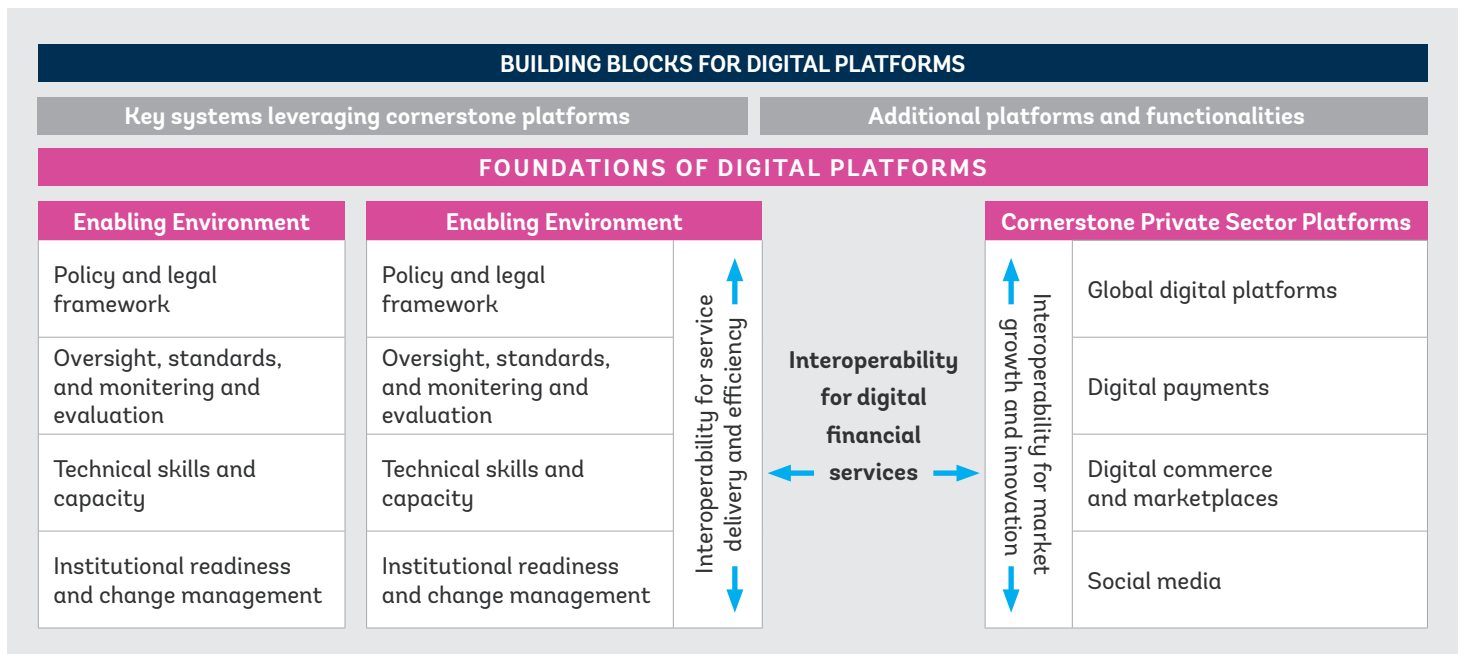 BUILDING BLOCKS FOR DIGITAL PLATFORMS
Key systems leveraging cornerstone platforms
Additional platforms and functionalities
FOUNDATIONS OF DIGITAL PLATFORMS
Enabling Environment
Policy and legal
framework
Oversight, standards,
and monitering and
evaluation
Technical skills and
capacity
Institutional readiness
and change management
Enabling Environment
Policy and legal
framework
Oversight, standards,
and monitering and
evaluation
Technical skills and
capacity
Institutional readiness
and change management
Interoperability for service
delivery and efficiency
Interoperability
for digital
financial
services
Cornerstone Private Sector Platforms
Interoperability for market
growth and innovation
Global digital platforms
Digital payments
Digital commerce
and marketplaces
Social media